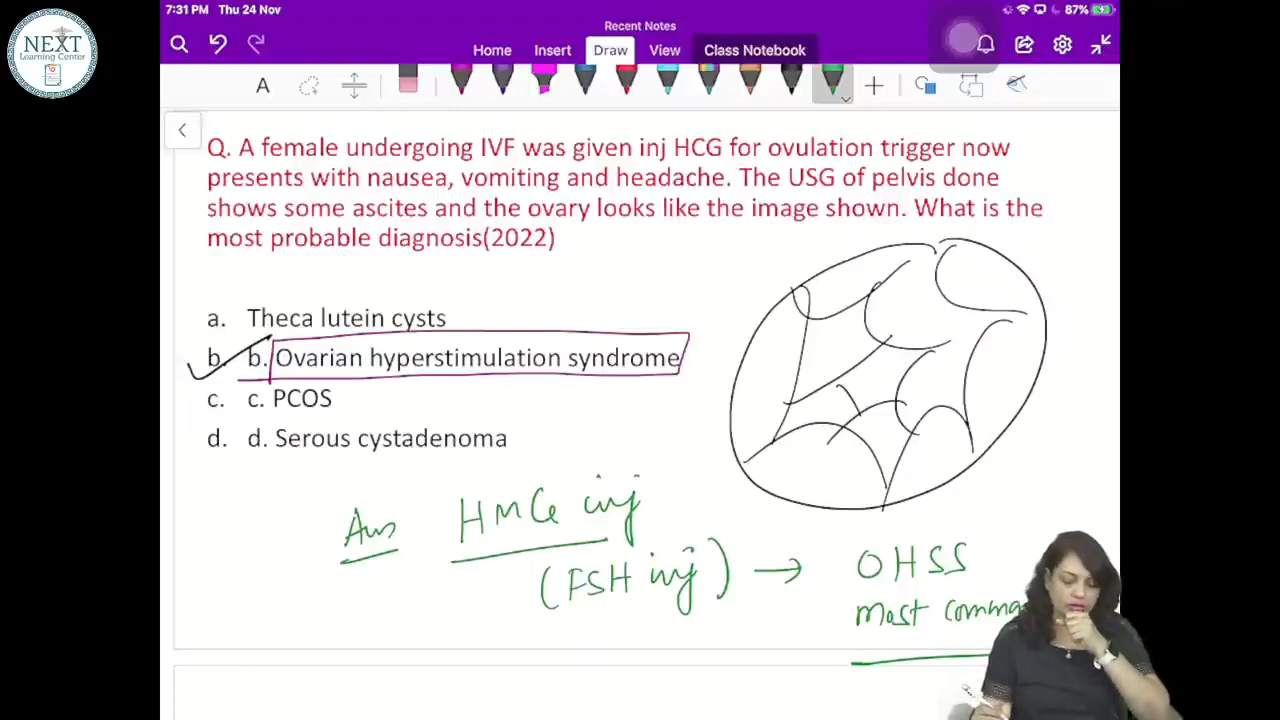 7:31 PM Thu 24 Nov
87%
NEXT
Learning Center
Recent Notes
Home Insert Draw View Class Notebook
A
Q. A female undergoing IVF was given inj HCG for ovulation trigger now
presents with nausea, vomiting and headache. The USG of pelvis done
shows some ascites and the ovary looks like the image shown. What is the
most probable diagnosis(2022)
a. Theca lutein cysts
b. b. Ovarian hyperstimulation syndrome
c. c. PCOS
d. d. Serous cystadenoma
Ans HMG inj
(FSH inj) → OHSS
most